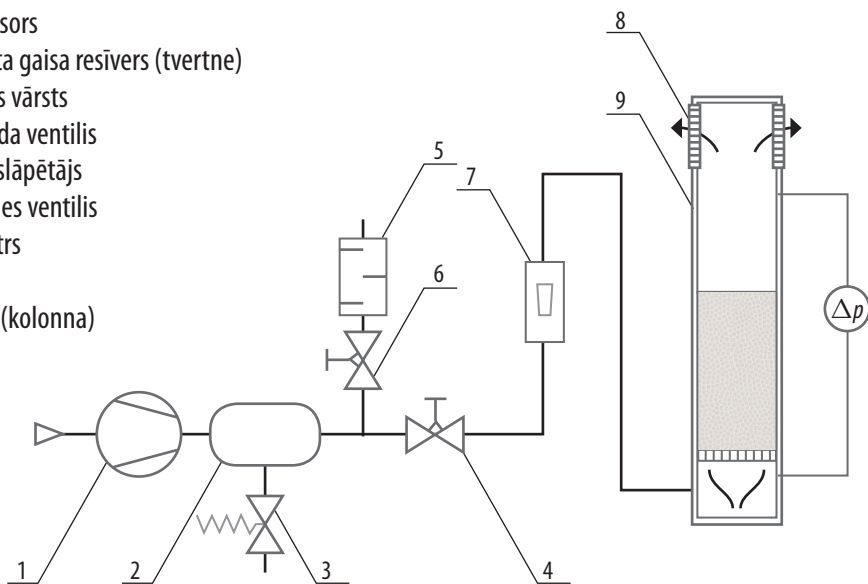 sors
ta gaisa resīvers (tvertne)
s vārsts
da ventilis
slāpētājs
es ventilis
trs
(kolonna)
8
9
5
7
6
Δp
1
2
3
4